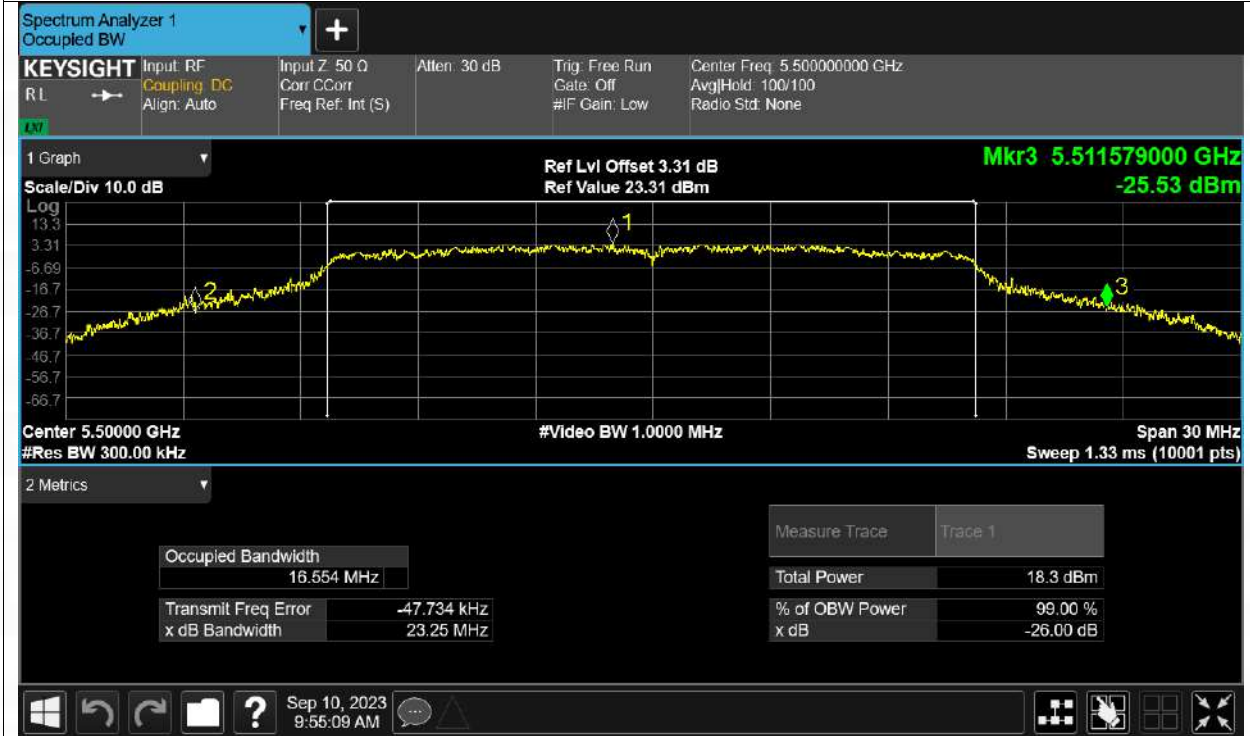 Spectrum Analyzer 1
Occupied BW
+
KEYSIGHT
RL
LXI
Input: RF
Coupling: DC
Align: Auto
Input Z: 50 Ω
Corr CCorr
Freq Ref: Int (S)
Atten: 30 dB
Trig: Free Run
Gate: Off
#IF Gain: Low
Center Freq: 5.500000000 GHz
Avg|Hold: 100/100
Radio Std: None
1 Graph
Scale/Div 10.0 dB
Ref Lvl Offset 3.31 dB
Ref Value 23.31 dBm
Mkr3 5.511579000 GHz
-25.53 dBm
Log
13.3
3.31
-6.69
-16.7
-26.7
-36.7
-46.7
-56.7
-66.7
1
2
3
Center 5.50000 GHz
#Res BW 300.00 kHz
#Video BW 1.0000 MHz
Span 30 MHz
Sweep 1.33 ms (10001 pts)
2 Metrics
Occupied Bandwidth
16.554 MHz
Transmit Freq Error -47.734 kHz
x dB Bandwidth 23.25 MHz
Measure Trace Trace 1
Total Power 18.3 dBm
% of OBW Power 99.00 %
x dB -26.00 dB
?
Sep 10, 2023
9:55:09 AM